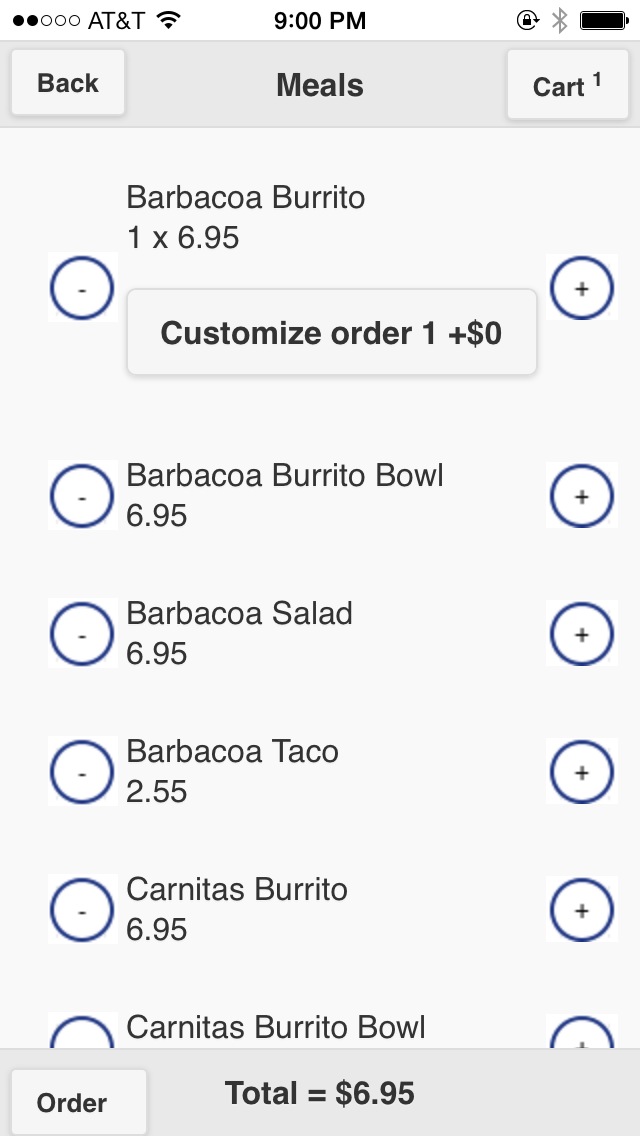 AT&T 9:00 PM
Back Meals Cart 1
Barbacoa Burrito
1 x 6.95
- +
Customize order 1 +$0
Barbacoa Burrito Bowl
- 6.95 +
Barbacoa Salad
- 6.95 +
Barbacoa Taco
- 2.55 +
Carnitas Burrito
- 6.95 +
Carnitas Burrito Bowl
+
Order Total = $6.95